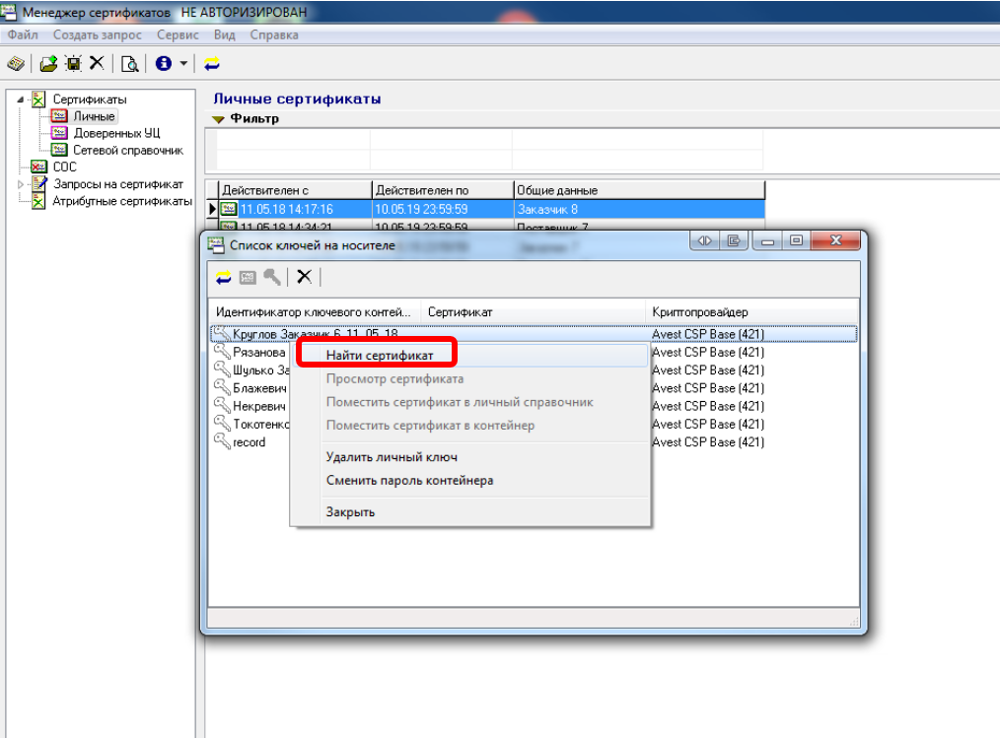 Менеджер сертификатов НЕ АВТОРИЗИРОВАН
Файл Создать запрос Сервис Вид Справка
Сертификаты
Личные
Доверенных УЦ
Сетевой справочник
СОС
Запросы на сертификат
Атрибутные сертификаты
Личные сертификаты
Фильтр
Действителен с Действителен по Общие данные
11.05.18 14:17:16 10.05.19 23:59:59 Заказчик 8
11.05.18 14:34:21 10.05.19 23:59:59 Поставщик 7
Список ключей на носителе
Идентификатор ключевого контей... Сертификат Криптопровайдер
Круглов Заказчик 6_11_05_18 Avest CSP Base (421)
Рязанова Avest CSP Base (421)
Шулько За Avest CSP Base (421)
Блажевич Avest CSP Base (421)
Некревич Avest CSP Base (421)
Токотенко Avest CSP Base (421)
record Avest CSP Base (421)
Найти сертификат
Просмотр сертификата
Поместить сертификат в личный справочник
Поместить сертификат в контейнер
Удалить личный ключ
Сменить пароль контейнера
Закрыть